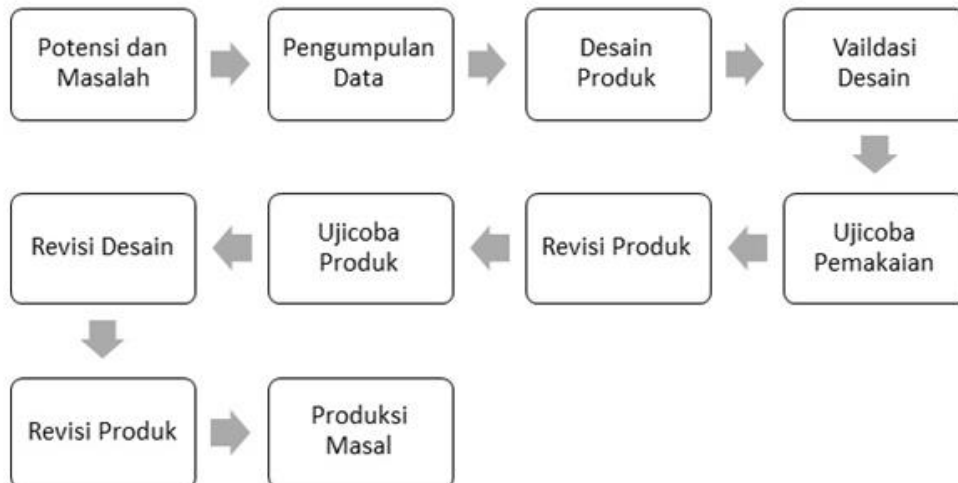 Potensi dan
Masalah
Pengumpulan
Data
Desain
Produk
Vaildasi
Desain
Ujicoba
Pemakaian
Revisi Produk
Ujicoba
Produk
Revisi Desain
Revisi Produk
Produksi
Masal